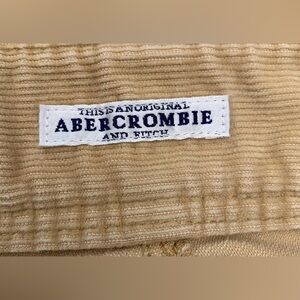 THIS IS AN ORIGINAL
ABERCROMBIE
AND FITCH